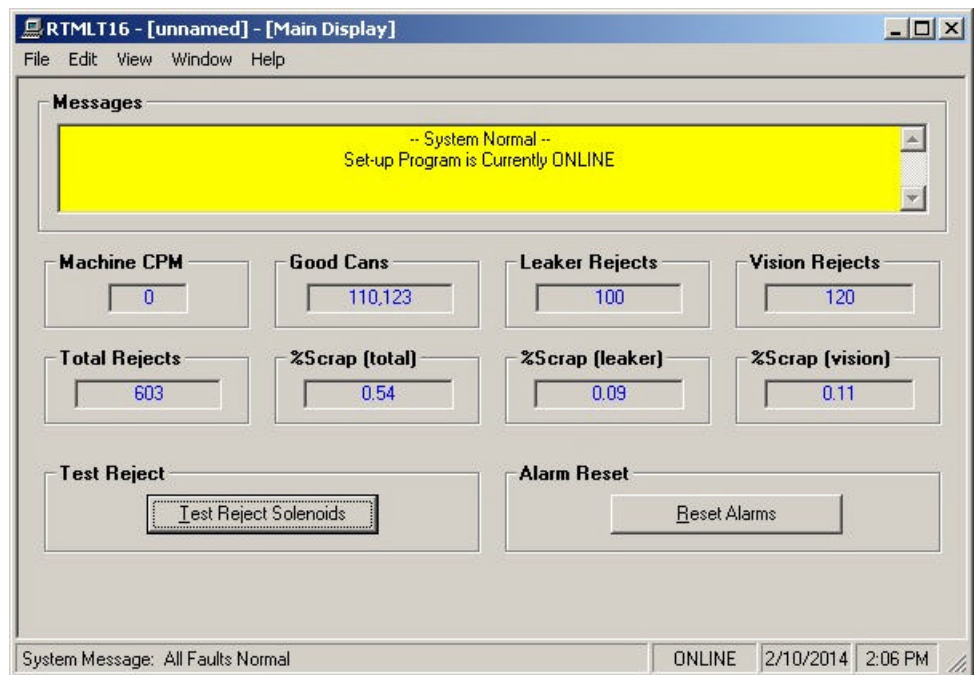 RTMLT16 - [unnamed] - [Main Display]
File Edit View Window Help
Messages
-- System Normal --
Set-up Program is Currently ONLINE
Machine CPM Good Cans Leaker Rejects Vision Rejects
0 110,123 100 120
Total Rejects %Scrap (total) %Scrap (leaker) %Scrap (vision)
603 0.54 0.09 0.11
Test Reject Alarm Reset
Test Reject Solenoids Reset Alarms
System Message: All Faults Normal ONLINE 2/10/2014 2:06 PM